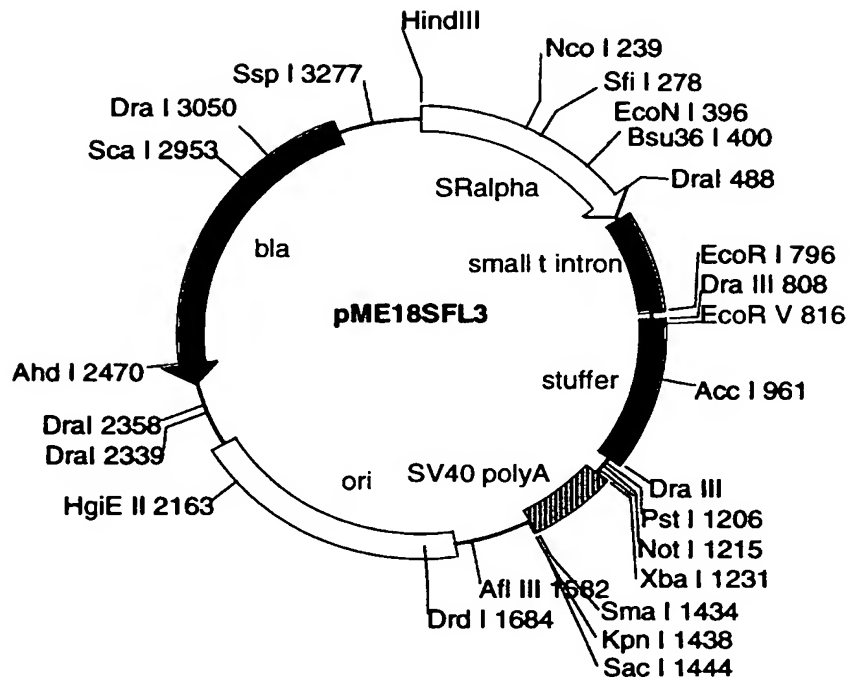 HindIII
Nco I 239
Sfi I 278
EcoN I 396
Bsu36 I 400
DraI 488
SRalpha
small t intron
EcoR I 796
Dra III 808
EcoR V 816
stuffer
Acc I 961
Dra III
Pst I 1206
Not I 1215
Xba I 1231
SV40 polyA
Sma I 1434
Kpn I 1438
Sac I 1444
Afl III 1582
Drd I 1684
ori
HgiE II 2163
DraI 2339
DraI 2358
Ahd I 2470
bla
Sca I 2953
Dra I 3050
Ssp I 3277
pME18SFL3